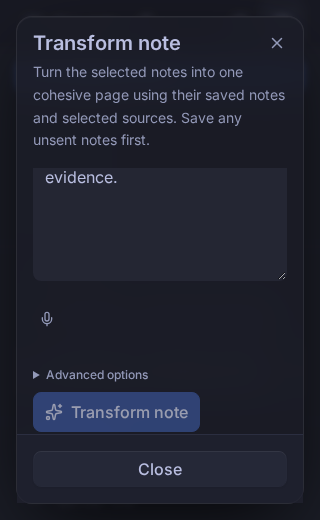 Transform note
Turn the selected notes into one
cohesive page using their saved notes
and selected sources. Save any
unsent notes first.
evidence.
Advanced options
Transform note
Close